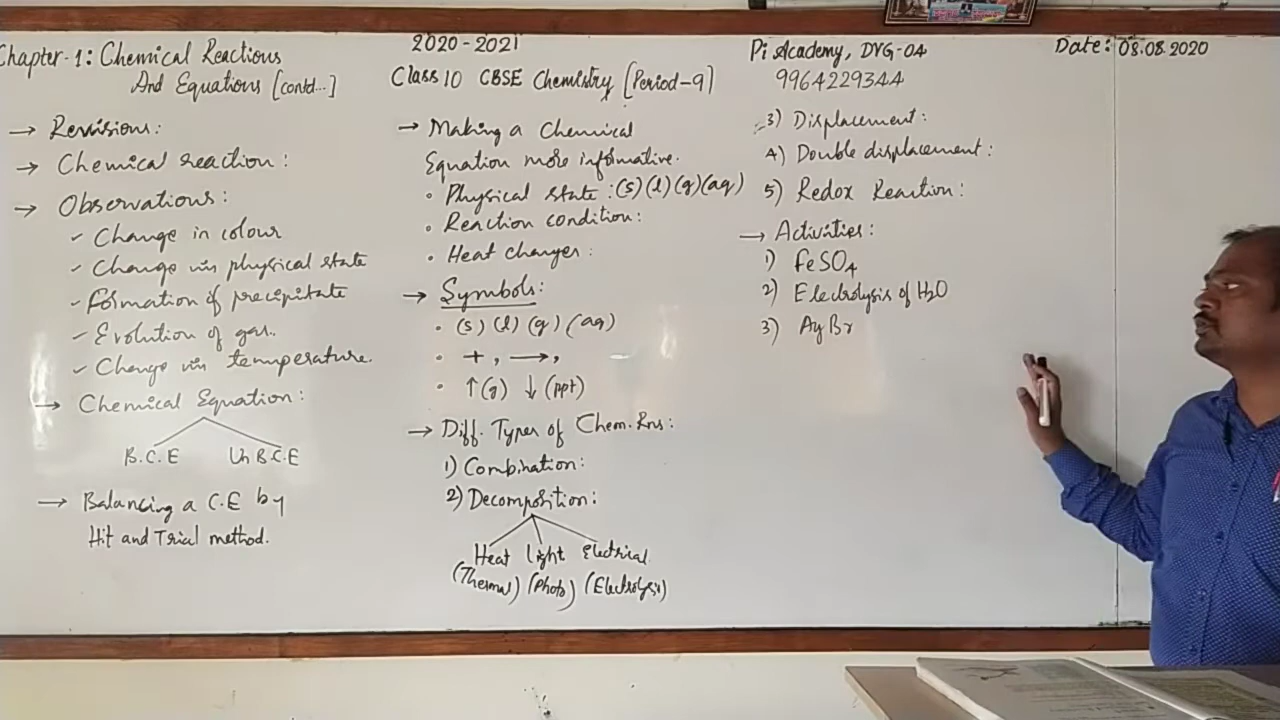 Chapter-1: Chemical Reactions
And Equations [contd...]
→ Revision:
→ Chemical reaction:
→ Observations:
✓ Change in colour
✓ Change in physical state
✓ Formation of precipitate
✓ Evolution of gas.
✓ Change in temperature.
→ Chemical Equation:
B.C.E Un B.C.E
→ Balancing a C.E by
Hit and Trial method.
2020-2021
Class 10 CBSE Chemistry [Period-9]
→ Making a Chemical
Equation more informative.
• Physical state: (s) (l) (g) (aq)
• Reaction condition:
• Heat changes:
→ Symbols:
• (s) (l) (g) (aq)
• +, →,
• ↑(g) ↓(ppt)
→ Diff. Types of Chem. Rns:
1) Combination:
2) Decomposition:
Heat light Electrical
(Thermal) (Photo) (Electrolysis)
Pi Academy, DVG-04
9964229344
3) Displacement:
4) Double displacement:
5) Redox Reaction:
→ Activities:
1) FeSO4
2) Electrolysis of H2O
3) AgBr
Date: 08.08.2020